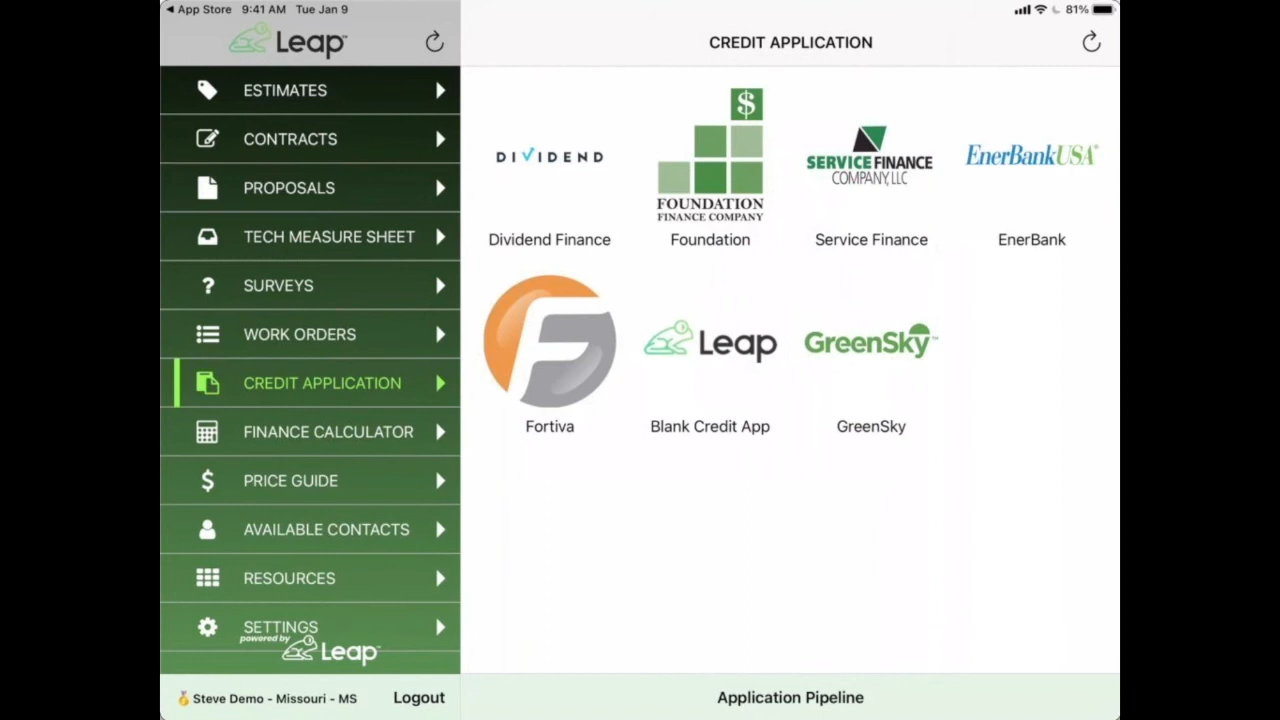 App Store 9:41 AM Tue Jan 9
81%
Leap™
CREDIT APPLICATION
ESTIMATES
CONTRACTS
PROPOSALS
TECH MEASURE SHEET
SURVEYS
WORK ORDERS
CREDIT APPLICATION
FINANCE CALCULATOR
PRICE GUIDE
AVAILABLE CONTACTS
RESOURCES
SETTINGS
powered by
Leap™
🥇Steve Demo - Missouri - MS
Logout
DIVIDEND
$
FOUNDATION
FINANCE COMPANY
SERVICE FINANCE
COMPANY, LLC
EnerBankUSA®
Dividend Finance
Foundation
Service Finance
EnerBank
F
Leap
GreenSky™
Fortiva
Blank Credit App
GreenSky
Application Pipeline